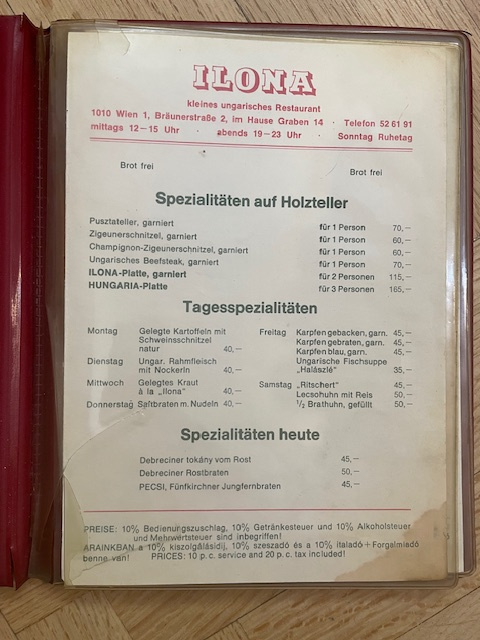 ILONA
kleines ungarisches Restaurant
1010 Wien 1, Bräunerstraße 2, im Hause Graben 14 · Telefon 52 61 91
mittags 12–15 Uhr · abends 19–23 Uhr · Sonntag Ruhetag
Brot frei Brot frei
Spezialitäten auf Holzteller
Pusztateller, garniert für 1 Person 70,—
Zigeunerschnitzel, garniert für 1 Person 60,—
Champignon-Zigeunerschnitzel, garniert für 1 Person 60,—
Ungarisches Beefsteak, garniert für 1 Person 70,—
ILONA-Platte, garniert für 2 Personen 115,—
HUNGARIA-Platte für 3 Personen 165,—
Tagesspezialitäten
Montag Gelegte Kartoffeln mit
Schweinsschnitzel
natur 40,—
Dienstag Ungar. Rahmfleisch
mit Nockerln 40,—
Mittwoch Gelegtes Kraut
à la „Ilona" 40,—
Donnerstag Saftbraten m. Nudeln 40,—
Freitag Karpfen gebacken, garn. 45,—
Karpfen gebraten, garn. 45,—
Karpfen blau, garn. 45,—
Ungarische Fischsuppe
„Halászlé" 35,—
Samstag „Ritschert" 45,—
Lecsohuhn mit Reis 50,—
½ Brathuhn, gefüllt 50,—
Spezialitäten heute
Debreciner tokány vom Rost 45,—
Debreciner Rostbraten 50,—
PECSI, Fünfkirchner Jungfernbraten 45,—
PREISE: 10% Bedienungszuschlag, 10% Getränkesteuer und 10% Alkoholsteuer
und Mehrwertsteuer sind inbegriffen!
ARAINKBAN a 10% kiszolgálásidij, 10% szeszadó és a 10% italadó + Forgalmiadó
benne van! PRICES: 10 p.c. service and 20 p.c. tax included!